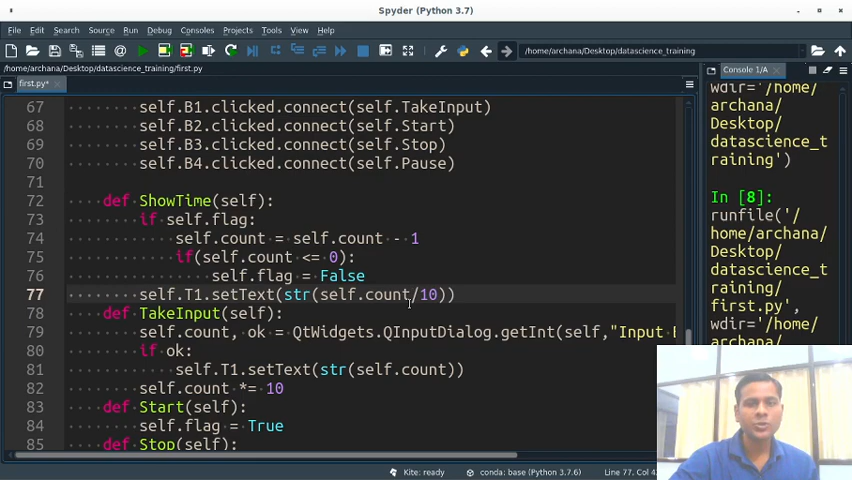 Spyder (Python 3.7)
File Edit Search Source Run Debug Consoles Projects Tools View Help
/home/archana/Desktop/datascience_training
/home/archana/Desktop/datascience_training/first.py
first.py*
Console 1/A
67 self.B1.clicked.connect(self.TakeInput)
68 self.B2.clicked.connect(self.Start)
69 self.B3.clicked.connect(self.Stop)
70 self.B4.clicked.connect(self.Pause)
71
72 def ShowTime(self):
73 if self.flag:
74 self.count = self.count - 1
75 if(self.count <= 0):
76 self.flag = False
77 self.T1.setText(str(self.count/10))
78 def TakeInput(self):
79 self.count, ok = QtWidgets.QInputDialog.getInt(self,"Input
80 if ok:
81 self.T1.setText(str(self.count))
82 self.count *= 10
83 def Start(self):
84 self.flag = True
85 def Stop(self):
wdir='/home/
archana/
Desktop/
datascience_t
raining')
In [8]:
runfile('/
home/
archana/
Desktop/
datascience_t
raining/
first.py',
wdir='/home/
archana/
Kite: ready
conda: base (Python 3.7.6)
Line 77, Col 4